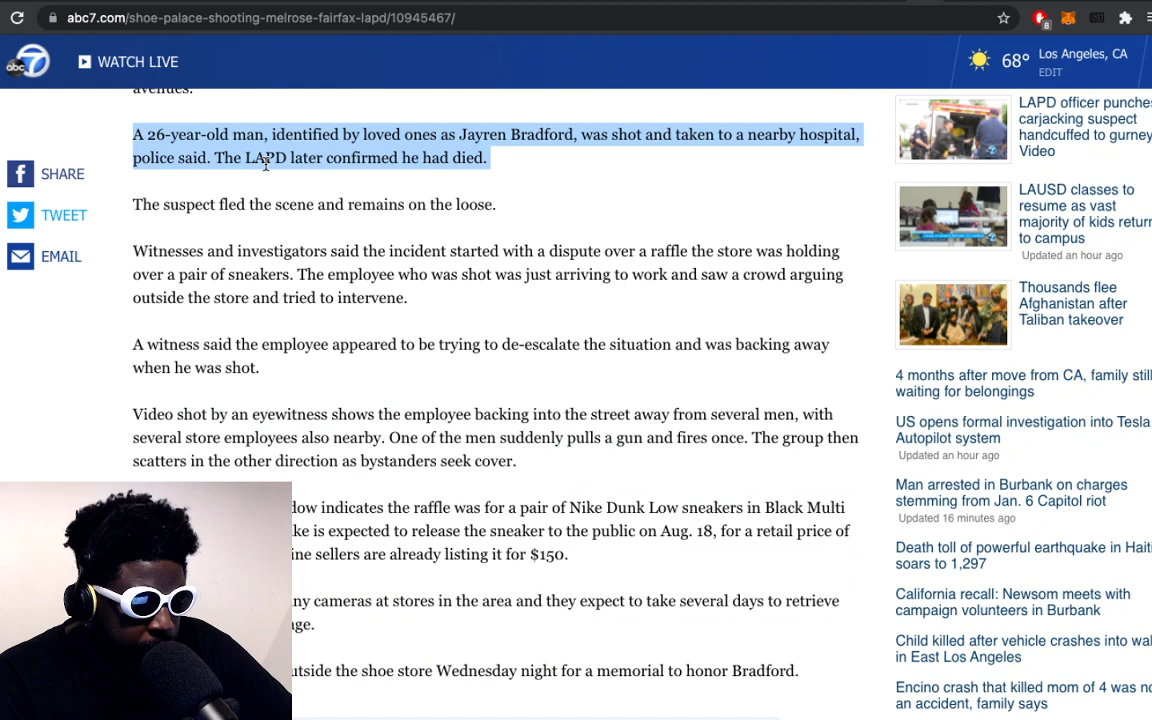 abc7.com/shoe-palace-shooting-melrose-fairfax-lapd/10945467/
8
abc 7
WATCH LIVE
68°
Los Angeles, CA
EDIT
avenues.
A 26-year-old man, identified by loved ones as Jayren Bradford, was shot and taken to a nearby hospital,
police said. The LAPD later confirmed he had died.
SHARE
TWEET
EMAIL
The suspect fled the scene and remains on the loose.
Witnesses and investigators said the incident started with a dispute over a raffle the store was holding
over a pair of sneakers. The employee who was shot was just arriving to work and saw a crowd arguing
outside the store and tried to intervene.
A witness said the employee appeared to be trying to de-escalate the situation and was backing away
when he was shot.
Video shot by an eyewitness shows the employee backing into the street away from several men, with
several store employees also nearby. One of the men suddenly pulls a gun and fires once. The group then
scatters in the other direction as bystanders seek cover.
indicates the raffle was for a pair of Nike Dunk Low sneakers in Black Multi
is expected to release the sneaker to the public on Aug. 18, for a retail price of
sellers are already listing it for $150.
cameras at stores in the area and they expect to take several days to retrieve
the shoe store Wednesday night for a memorial to honor Bradford.
LAPD officer punches
carjacking suspect
handcuffed to gurney
Video
LAUSD classes to
resume as vast
majority of kids return
to campus
Updated an hour ago
Thousands flee
Afghanistan after
Taliban takeover
4 months after move from CA, family still
waiting for belongings
US opens formal investigation into Tesla
Autopilot system
Updated an hour ago
Man arrested in Burbank on charges
stemming from Jan. 6 Capitol riot
Updated 16 minutes ago
Death toll of powerful earthquake in Haiti
soars to 1,297
California recall: Newsom meets with
campaign volunteers in Burbank
Child killed after vehicle crashes into
in East Los Angeles
Encino crash that killed mom of 4 was
an accident, family says